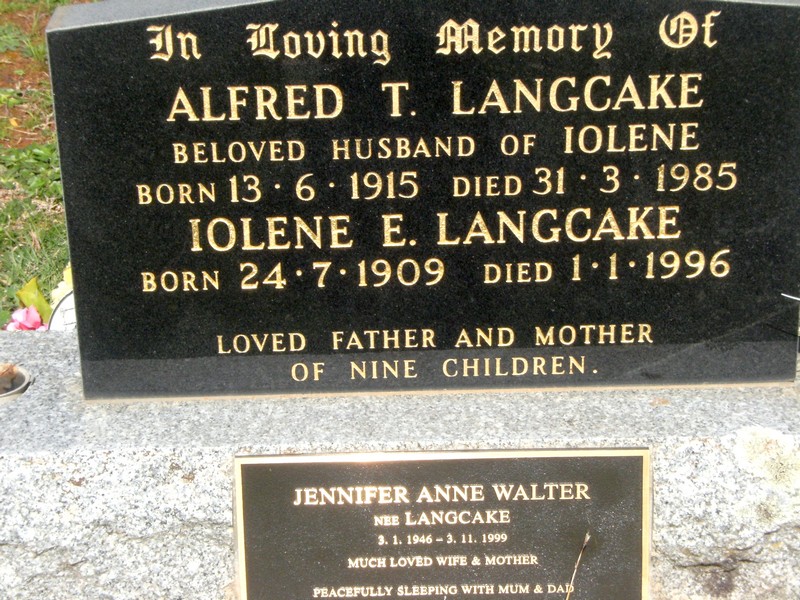 In Loving Memory Of
ALFRED T. LANGCAKE
BELOVED HUSBAND OF IOLENE
BORN 13·6·1915 DIED 31·3·1985
IOLENE E. LANGCAKE
BORN 24·7·1909 DIED 1·1·1996
LOVED FATHER AND MOTHER
OF NINE CHILDREN.
JENNIFER ANNE WALTER
NEE LANGCAKE
3. 1. 1946 – 3. 11. 1999
MUCH LOVED WIFE & MOTHER
PEACEFULLY SLEEPING WITH MUM & DAD